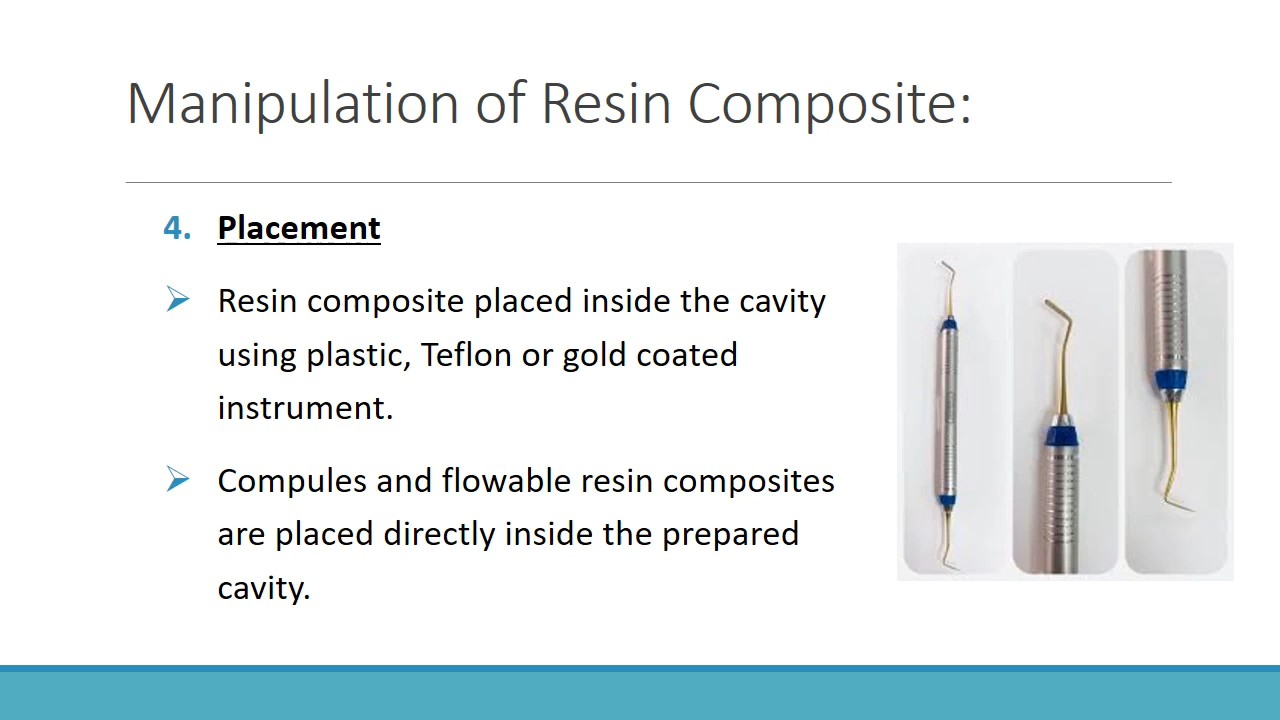 Manipulation of Resin Composite:
4. Placement
➢ Resin composite placed inside the cavity
using plastic, Teflon or gold coated
instrument.
➢ Compules and flowable resin composites
are placed directly inside the prepared
cavity.